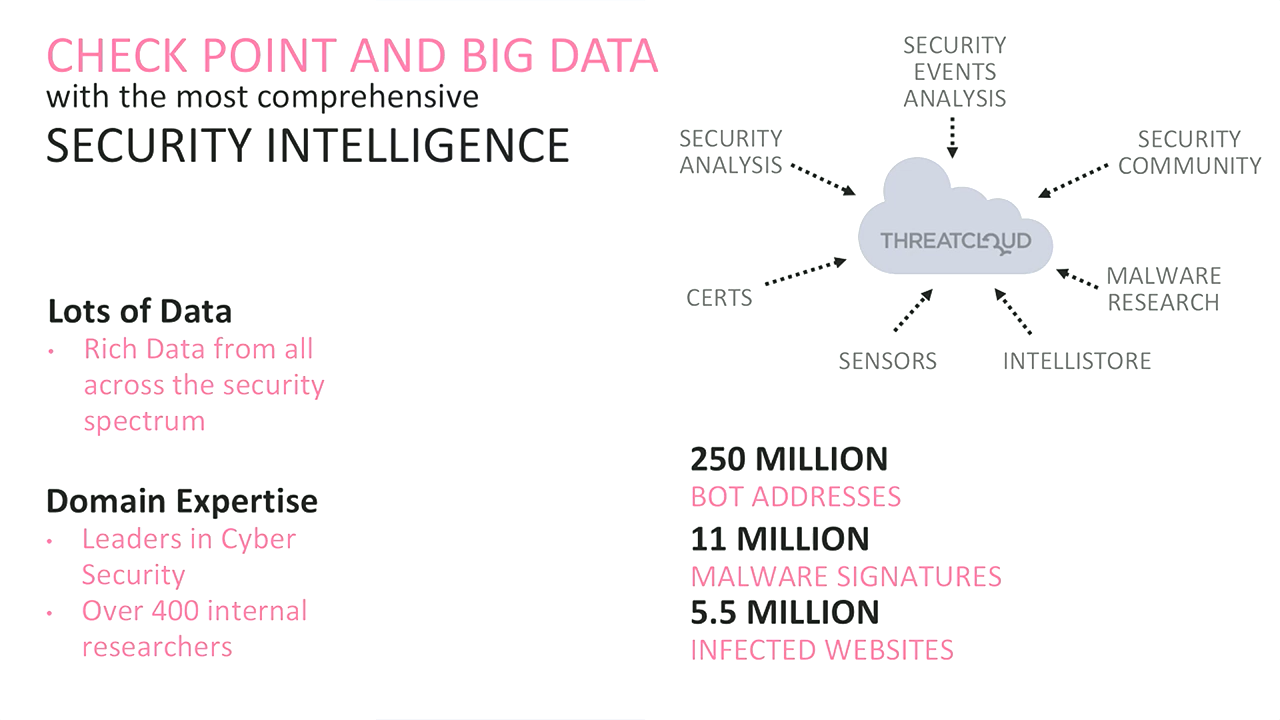 CHECK POINT AND BIG DATA
with the most comprehensive
SECURITY INTELLIGENCE
Lots of Data
• Rich Data from all
across the security
spectrum
Domain Expertise
• Leaders in Cyber
Security
• Over 400 internal
researchers
SECURITY
EVENTS
ANALYSIS
SECURITY
ANALYSIS
SECURITY
COMMUNITY
THREATCLOUD
CERTS
MALWARE
RESEARCH
SENSORS
INTELLISTORE
250 MILLION
BOT ADDRESSES
11 MILLION
MALWARE SIGNATURES
5.5 MILLION
INFECTED WEBSITES